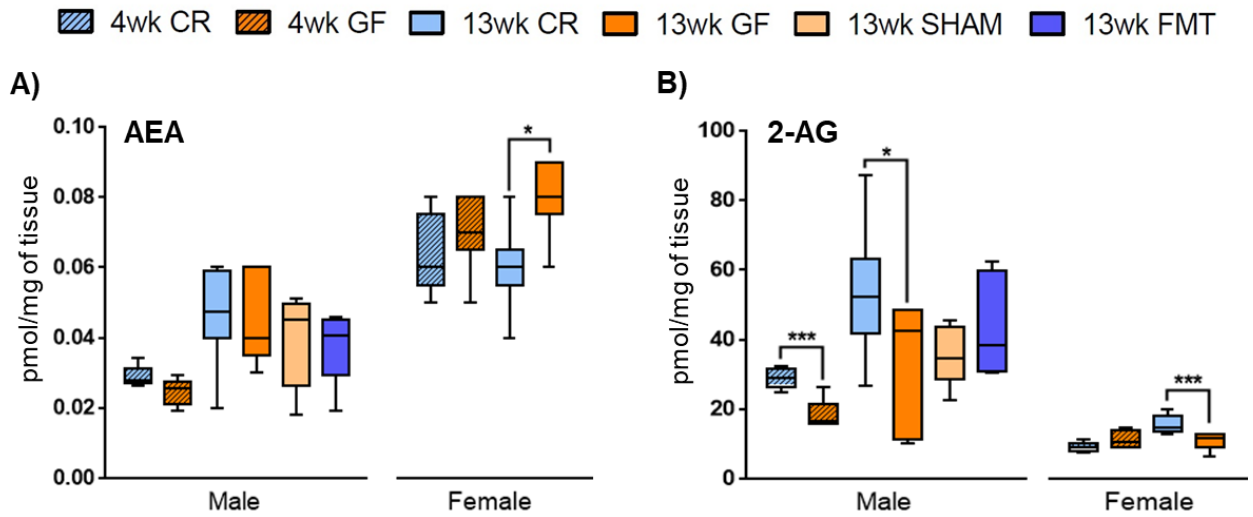 4wk CR 4wk GF 13wk CR 13wk GF 13wk SHAM 13wk FMT
A)
AEA
pmol/mg of tissue
0.10
0.08
0.06
0.04
0.02
0.00
*
Male Female
B)
2-AG
pmol/mg of tissue
100
80
60
40
20
0
***
*
***
Male Female